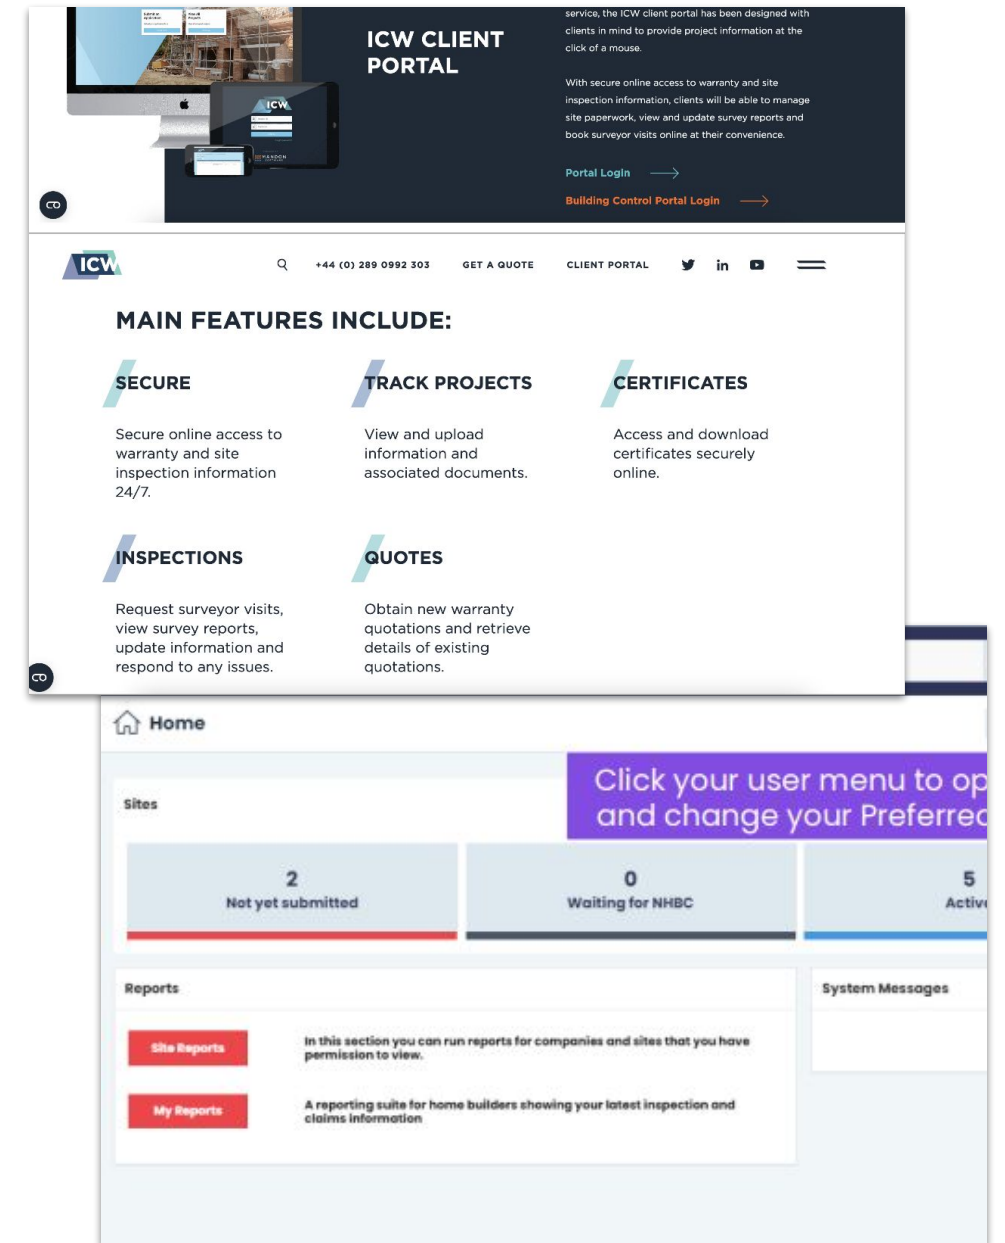 service, the ICW client portal has been designed with
clients in mind to provide project information at the
click of a mouse.
ICW CLIENT
PORTAL
With secure online access to warranty and site
inspection information, clients will be able to manage
site paperwork, view and update survey reports and
book surveyor visits online at their convenience.
ICW
Portal Login
Building Control Portal Login
ICW
+44 (0) 289 0992 303
GET A QUOTE
CLIENT PORTAL
MAIN FEATURES INCLUDE:
SECURE
Secure online access to
warranty and site
inspection information
24/7.
TRACK PROJECTS
View and upload
information and
associated documents.
CERTIFICATES
Access and download
certificates securely
online.
INSPECTIONS
Request surveyor visits,
view survey reports,
update information and
respond to any issues.
QUOTES
Obtain new warranty
quotations and retrieve
details of existing
quotations.
Home
Click your user menu to op
and change your Preferred
Sites
2
Not yet submitted
0
Waiting for NHBC
5
Active
Reports
System Messages
Site Reports
In this section you can run reports for companies and sites that you have
permission to view.
My Reports
A reporting suite for home builders showing your latest inspection and
claims information